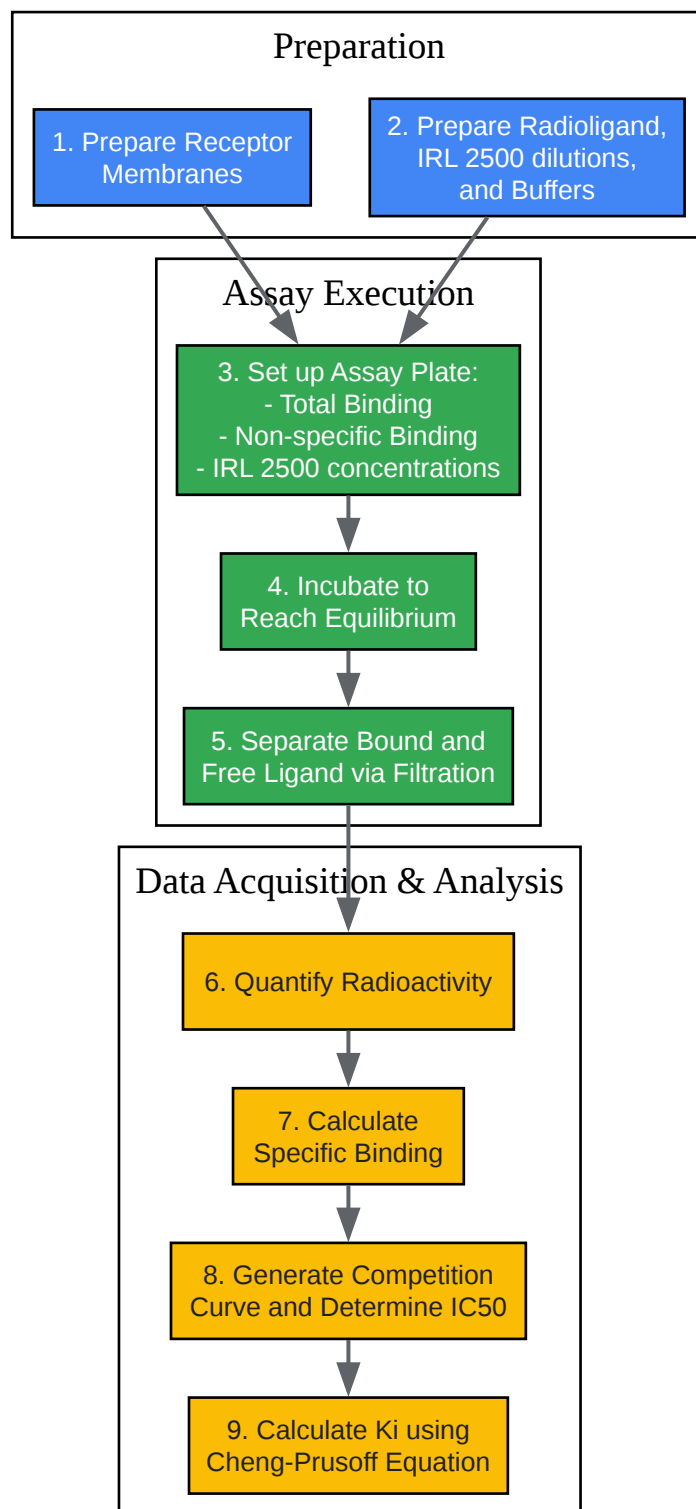 Preparation
1. Prepare Receptor
Membranes
2. Prepare Radioligand,
IRL 2500 dilutions,
and Buffers
Assay Execution
3. Set up Assay Plate:
- Total Binding
- Non-specific Binding
- IRL 2500 concentrations
4. Incubate to
Reach Equilibrium
5. Separate Bound and
Free Ligand via Filtration
Data Acquisition & Analysis
6. Quantify Radioactivity
7. Calculate
Specific Binding
8. Generate Competition
Curve and Determine IC50
9. Calculate Ki using
Cheng-Prusoff Equation